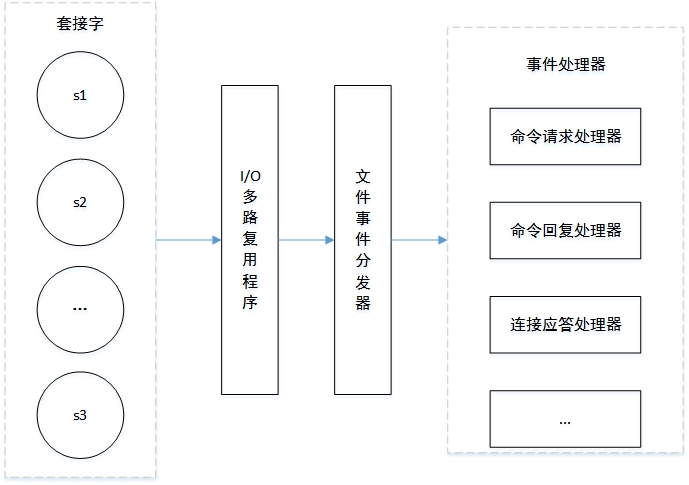 套接字
s1
s2
...
s3
I/O
多
路
复
用
程
序
文
件
事
件
分
发
器
事件处理器
命令请求处理器
命令回复处理器
连接应答处理器
...